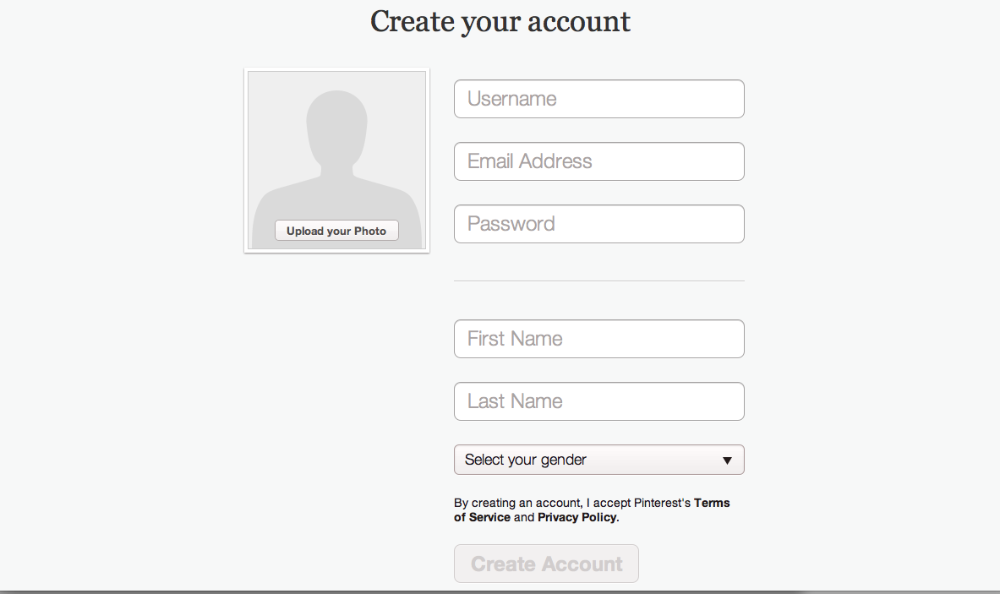 Create your account
Username
Email Address
Password
Upload your Photo
First Name
Last Name
Select your gender
By creating an account, I accept Pinterest's Terms
of Service and Privacy Policy.
Create Account